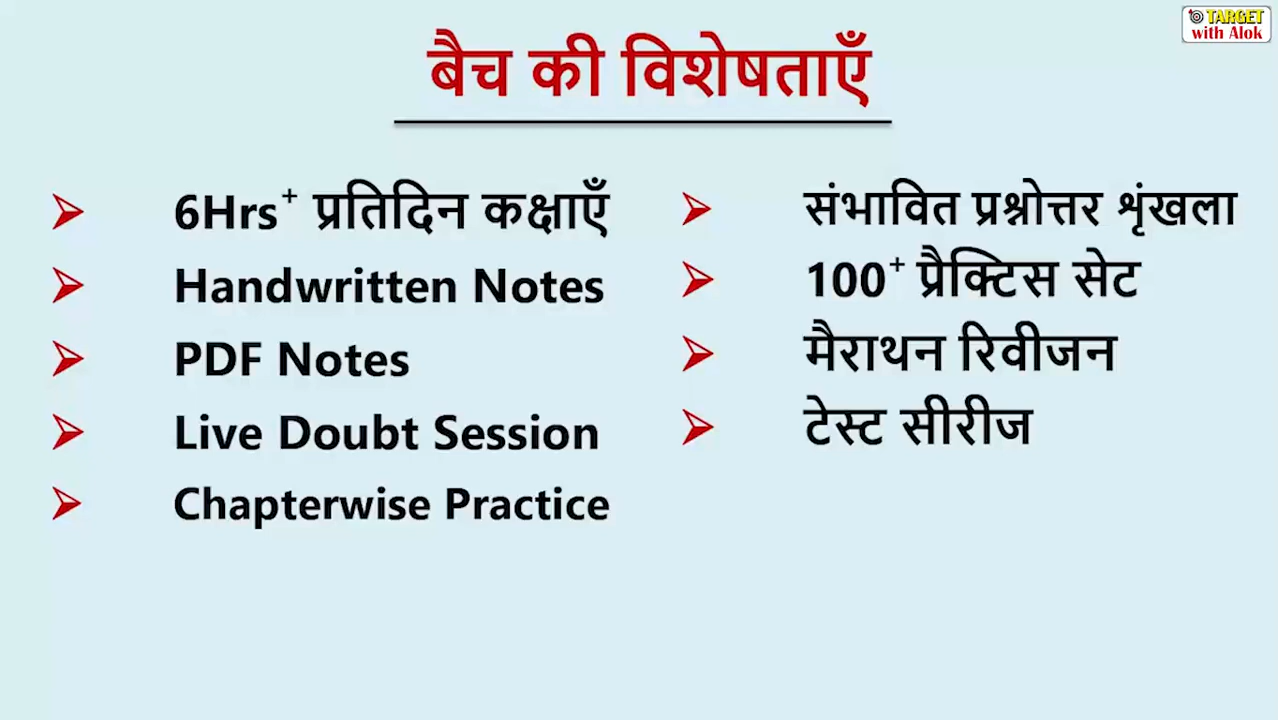 TARGET
with Alok
बैच की विशेषताएँ
6Hrs⁺ प्रतिदिन कक्षाएँ
Handwritten Notes
PDF Notes
Live Doubt Session
Chapterwise Practice
संभावित प्रश्नोत्तर शृंखला
100⁺ प्रैक्टिस सेट
मैराथन रिवीजन
टेस्ट सीरीज